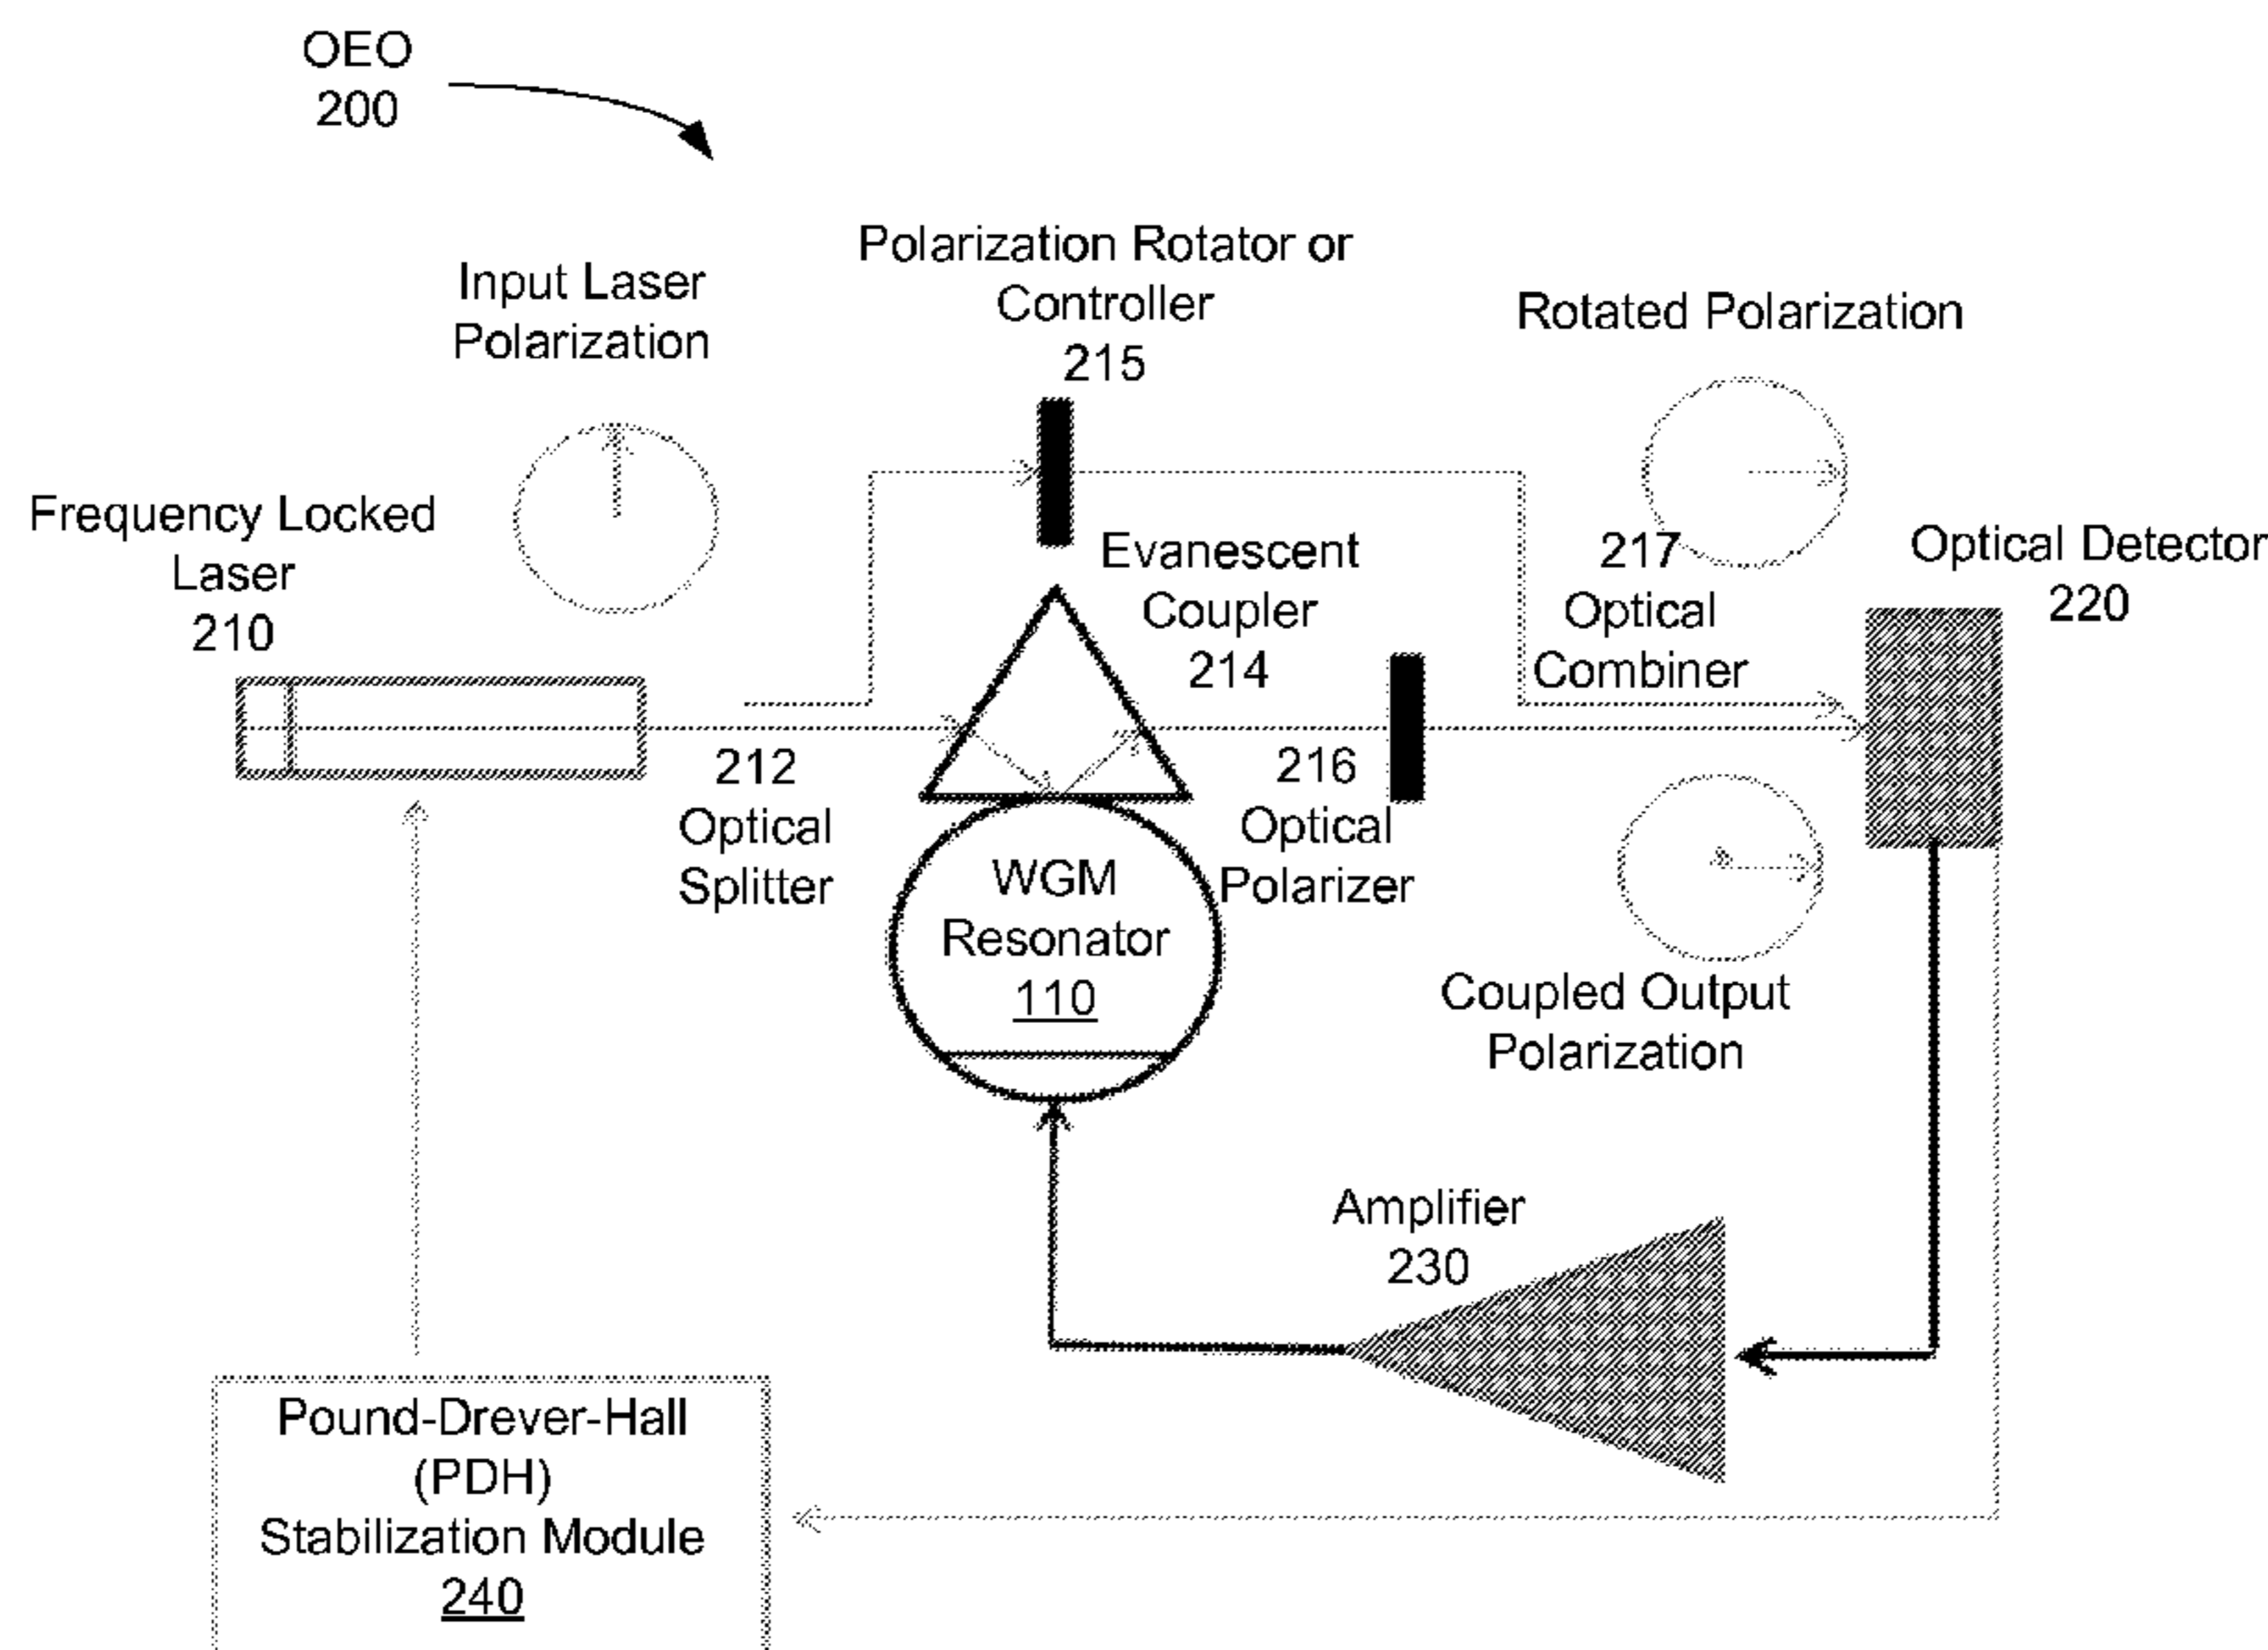 OEO
200
Polarization Rotator or
Controller
215
Input Laser
Polarization
Rotated Polarization
Frequency Locked
Laser
210
Evanescent
Coupler
214
217
Optical
Combiner
Optical Detector
220
212
Optical
Splitter
216
Optical
Polarizer
WGM
Resonator
110
Coupled Output
Polarization
Amplifier
230
Pound-Drever-Hall
(PDH)
Stabilization Module
240